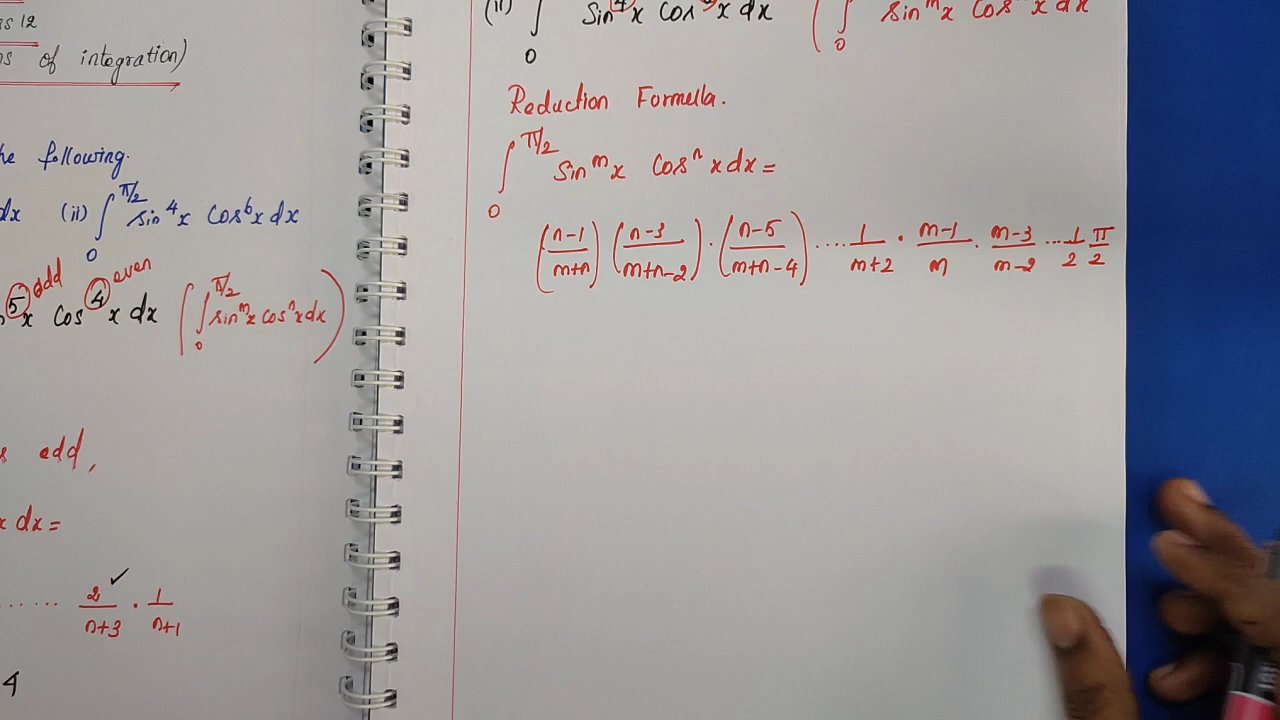 12
of integration)
following.
dx (ii) ∫₀^π/2 sin⁴x cos⁶x dx
5 odd x cos 4 even x dx (∫₀^π/2 sinᵐx cosⁿx dx)
odd,
x dx =
...... 2/n+3 ✓ · 1/n+1
4
(ii) ∫₀ sin⁴x cos x dx (∫₀ sinᵐx cosⁿx dx
Reduction Formula.
∫₀^π/2 sinᵐx cosⁿx dx =
(n-1/m+n) (n-3/m+n-2) · (n-5/m+n-4) .... 1/m+2 · m-1/m · m-3/m-2 ... 1/2 π/2